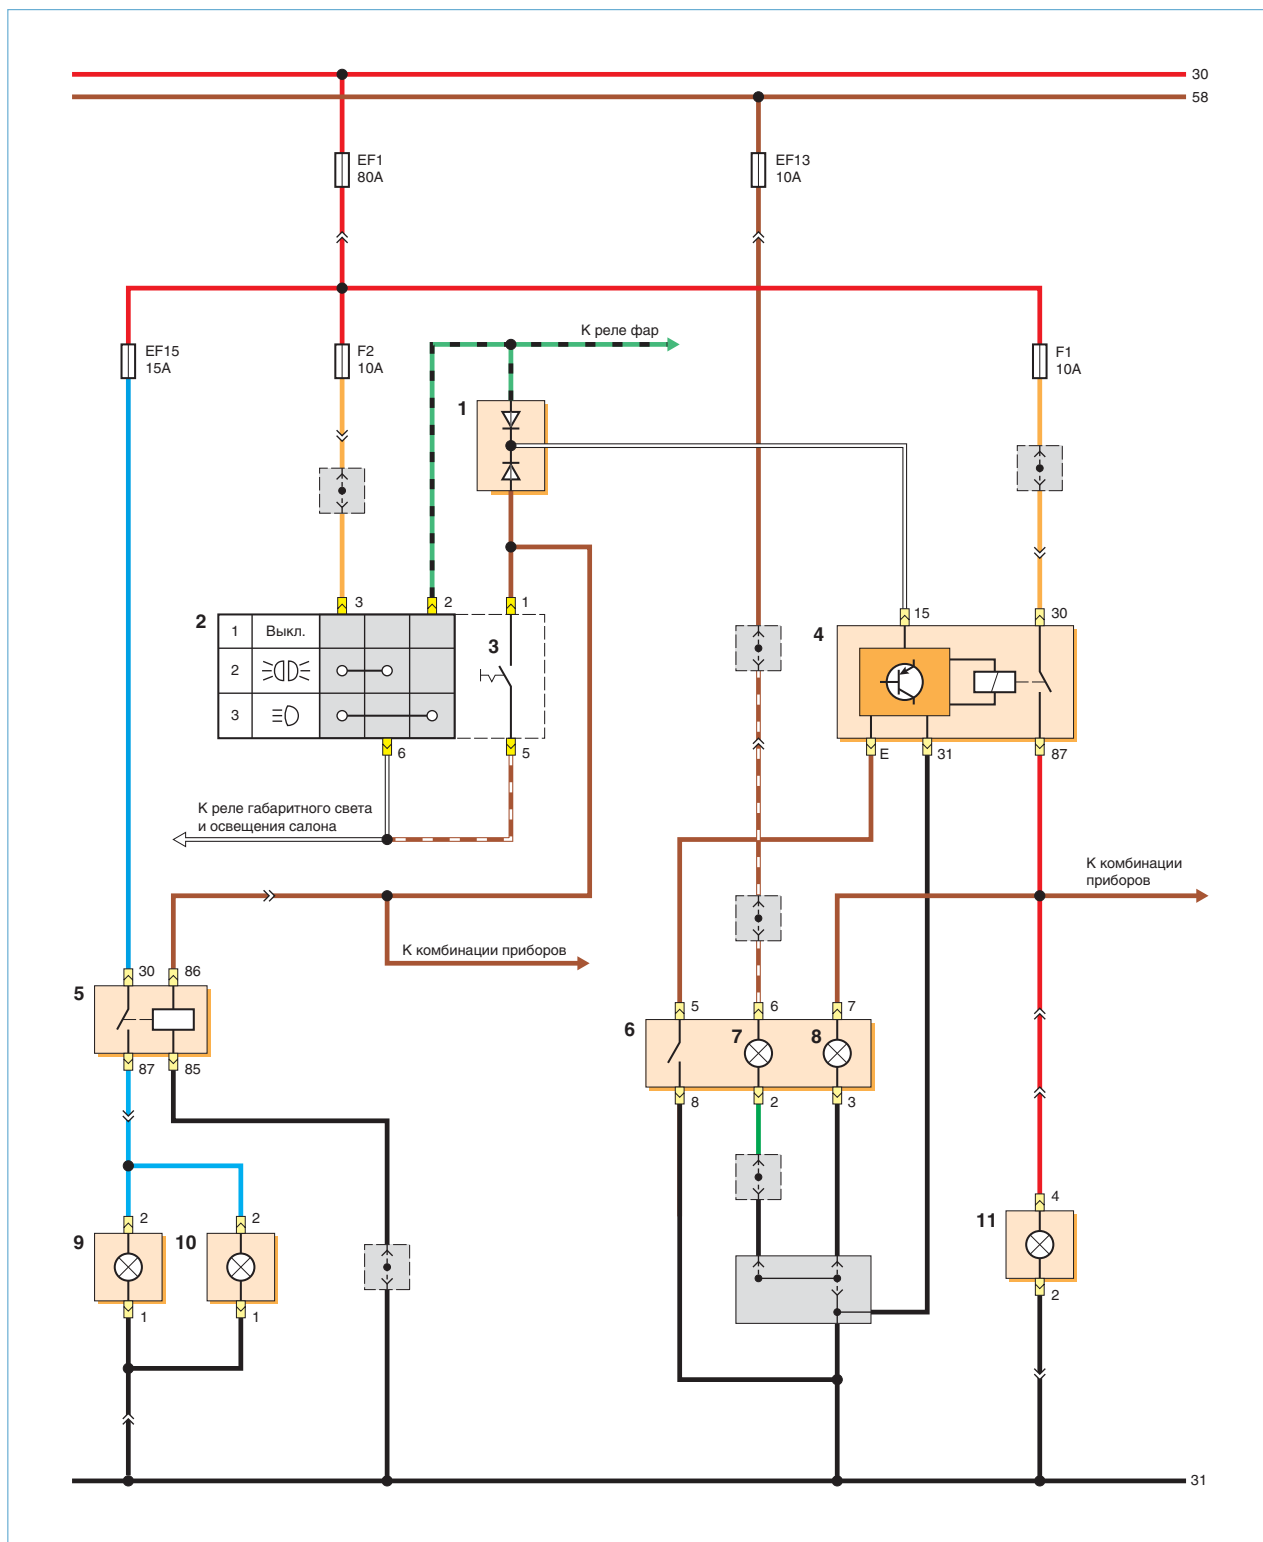 30
58
EF1
80A
EF13
10A
EF15
15A
F2
10A
К реле фар
F1
10A
1
3
2
1
15
30
2
1
Выкл.
2
3
3
4
6
5
E
31
87
К реле габаритного света
и освещения салона
К комбинации
приборов
К комбинации приборов
30
86
5
87
85
5
6
7
6
7
8
8
2
3
2
2
9
10
1
1
4
11
2
31